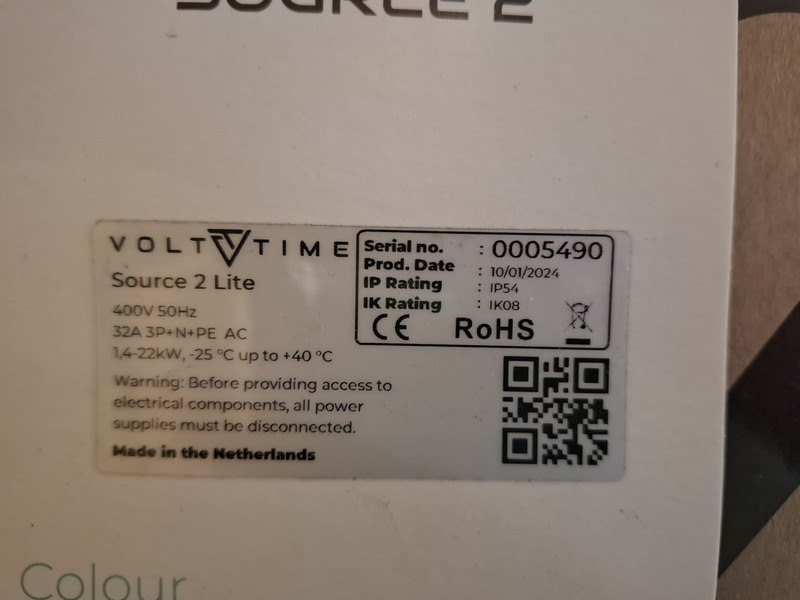 SOURCE 2
VOLT TIME
Source 2 Lite
400V 50Hz
32A 3P+N+PE AC
1,4-22kW, -25 °C up to +40 °C
Warning: Before providing access to
electrical components, all power
supplies must be disconnected.
Made in the Netherlands
Serial no. : 0005490
Prod. Date : 10/01/2024
IP Rating : IP54
IK Rating : IK08
CE RoHS
Colour